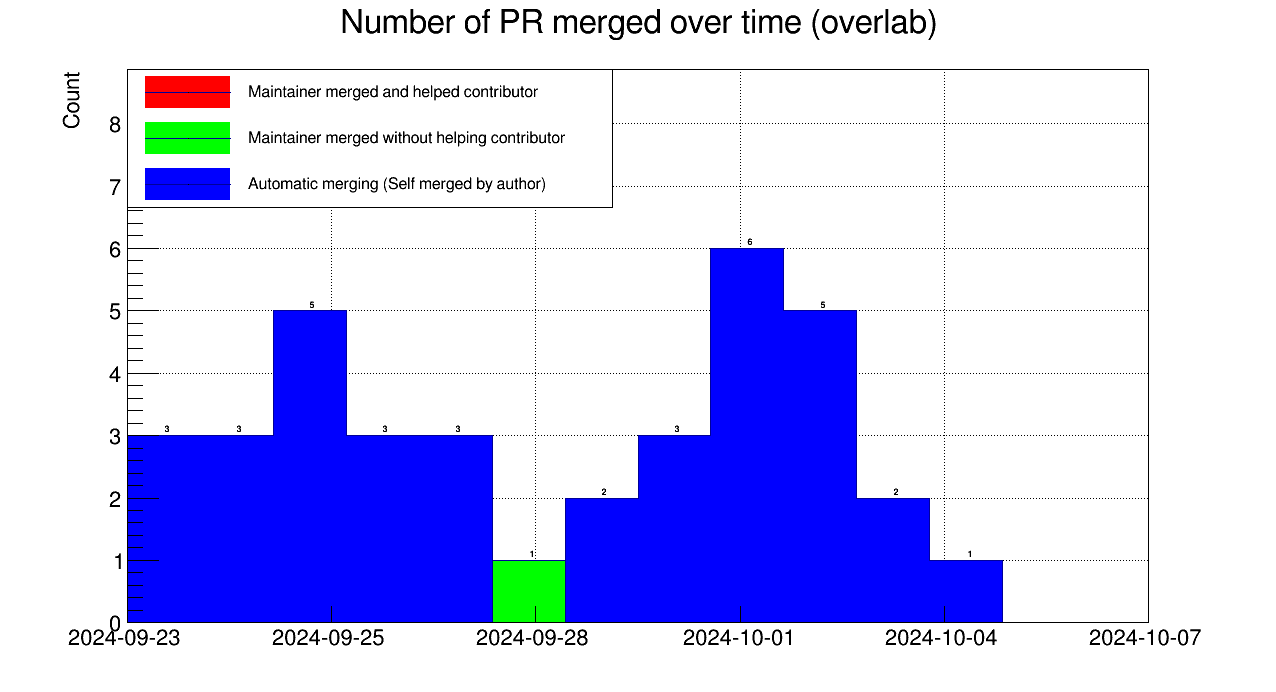 Number of PR merged over time (overlab)
Count
Maintainer merged and helped contributor
Maintainer merged without helping contributor
Automatic merging (Self merged by author)
8
7
6
5
4
3
2
1
0
3 3 5 3 3 1 2 3 6 5 2 1
2024-09-23 2024-09-25 2024-09-28 2024-10-01 2024-10-04 2024-10-07